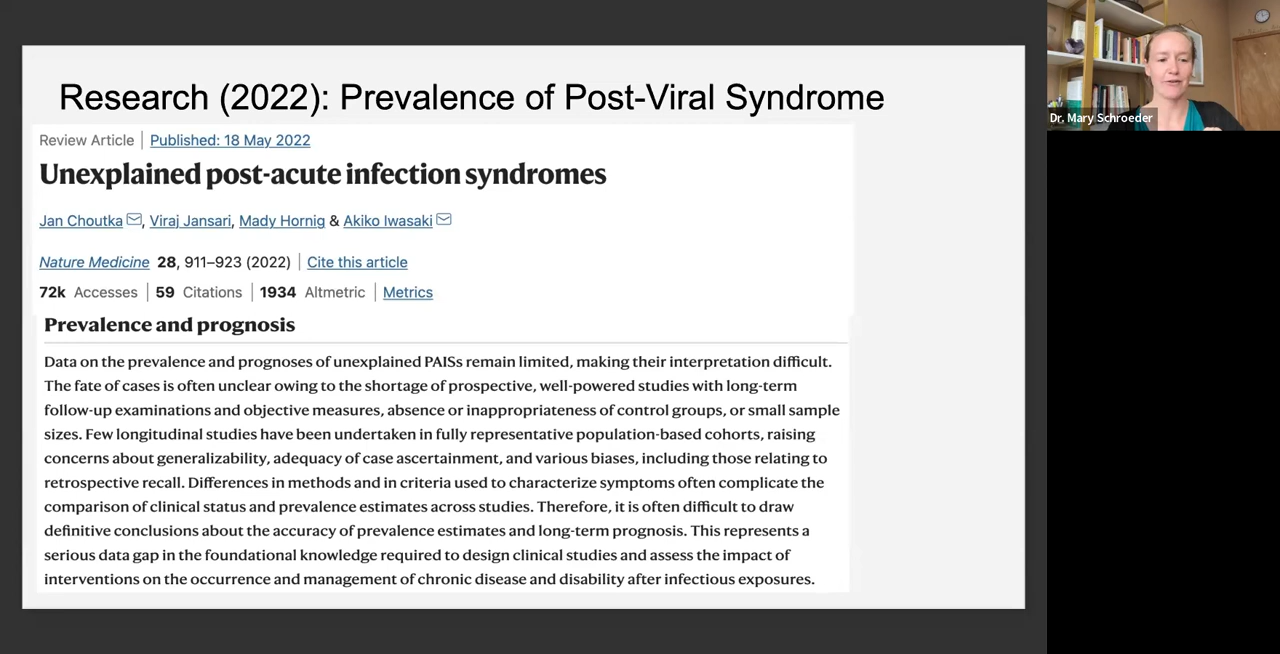 Research (2022): Prevalence of Post-Viral Syndrome
Review Article | Published: 18 May 2022
Unexplained post-acute infection syndromes
Jan Choutka, Viraj Jansari, Mady Hornig & Akiko Iwasaki
Nature Medicine 28, 911–923 (2022) | Cite this article
72k Accesses | 59 Citations | 1934 Altmetric | Metrics
Prevalence and prognosis
Data on the prevalence and prognoses of unexplained PAISs remain limited, making their interpretation difficult.
The fate of cases is often unclear owing to the shortage of prospective, well-powered studies with long-term
follow-up examinations and objective measures, absence or inappropriateness of control groups, or small sample
sizes. Few longitudinal studies have been undertaken in fully representative population-based cohorts, raising
concerns about generalizability, adequacy of case ascertainment, and various biases, including those relating to
retrospective recall. Differences in methods and in criteria used to characterize symptoms often complicate the
comparison of clinical status and prevalence estimates across studies. Therefore, it is often difficult to draw
definitive conclusions about the accuracy of prevalence estimates and long-term prognosis. This represents a
serious data gap in the foundational knowledge required to design clinical studies and assess the impact of
interventions on the occurrence and management of chronic disease and disability after infectious exposures.
Dr. Mary Schroeder